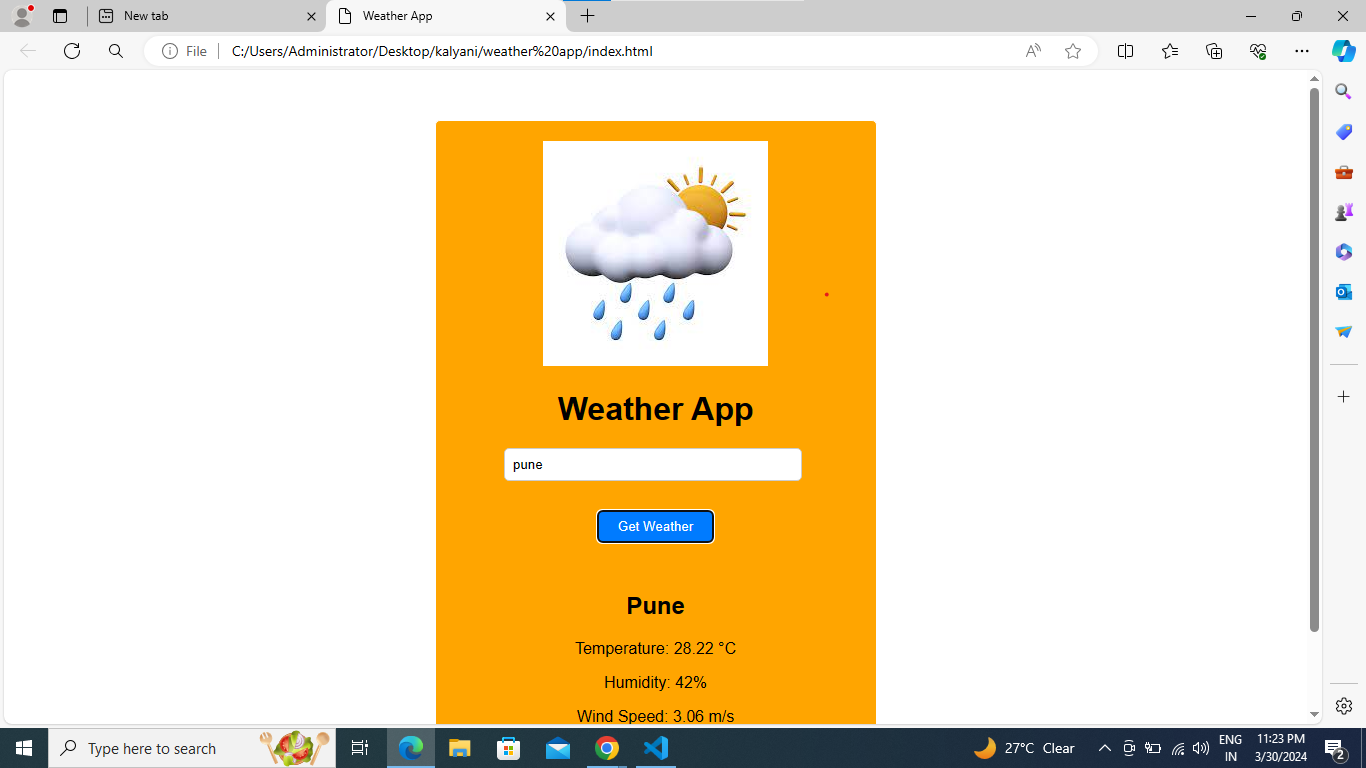 New tab
Weather App
File
C:/Users/Administrator/Desktop/kalyani/weather%20app/index.html
Weather App
pune
Get Weather
Pune
Temperature: 28.22 °C
Humidity: 42%
Wind Speed: 3.06 m/s
Type here to search
27°C Clear
ENG
IN
11:23 PM
3/30/2024
2